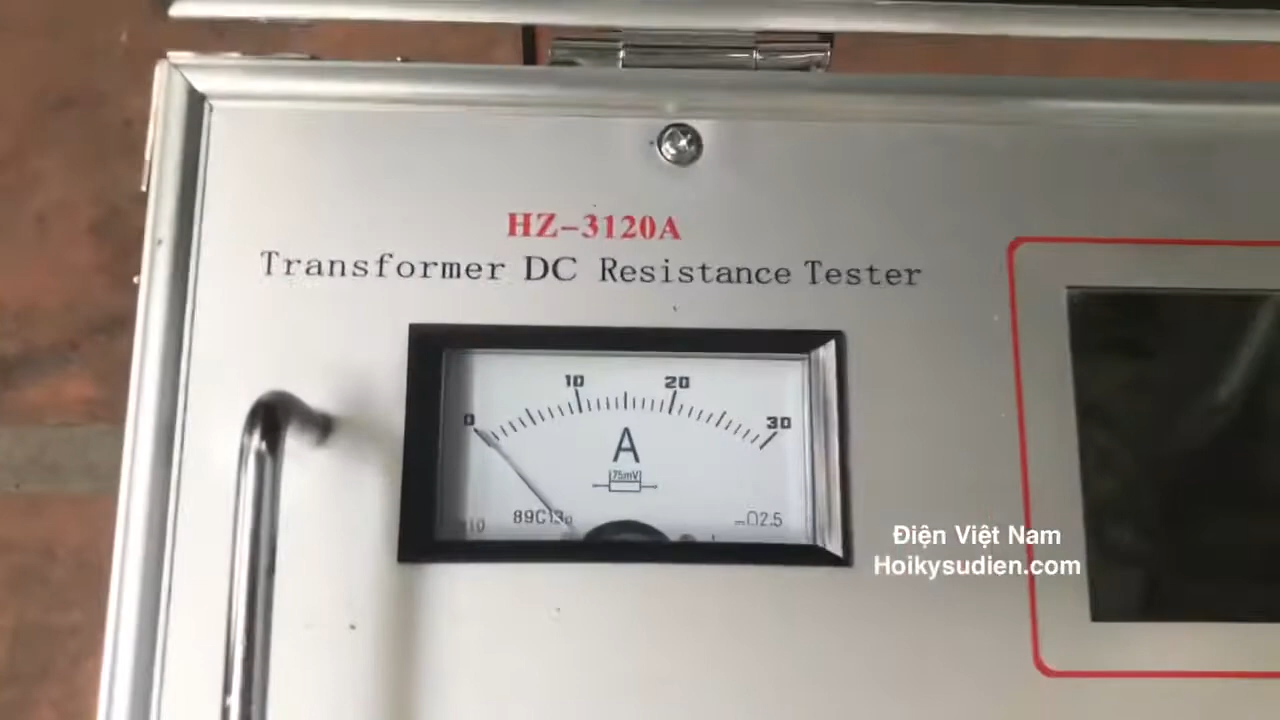 HZ-3120A
Transformer DC Resistance Tester
0 10 20 30
A
75mV
89C13
2.5
Điện Việt Nam
Hoikysudien.com